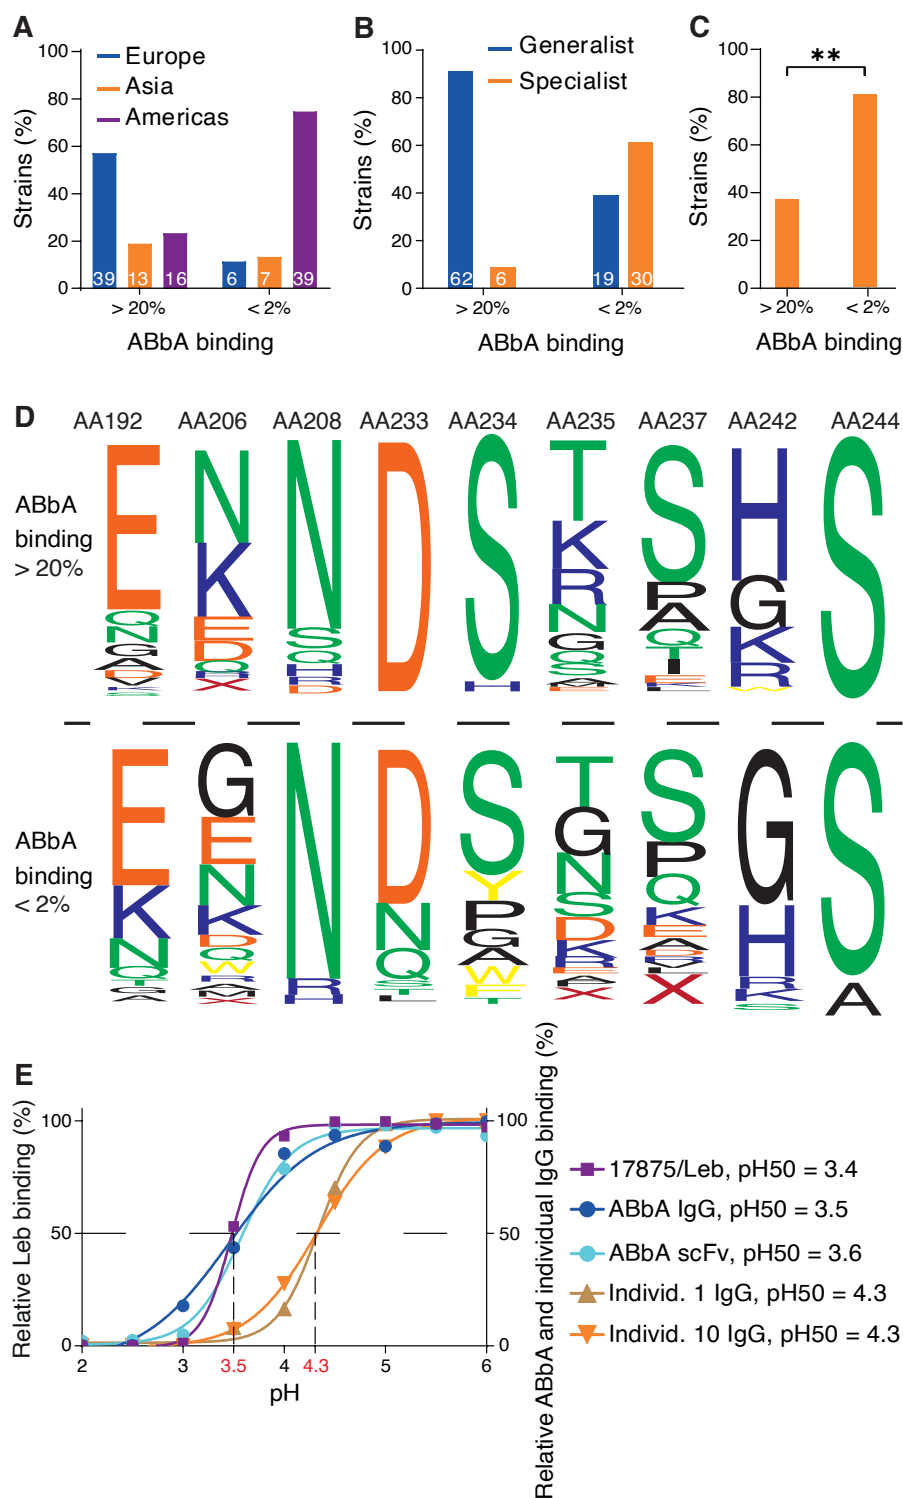 A
100
80
60
40
20
0
Strains (%)
Europe
Asia
Americas
39
13
16
6
7
39
> 20%
< 2%
ABbA binding
B
100
80
60
40
20
0
Strains (%)
Generalist
Specialist
62
6
19
30
> 20%
< 2%
ABbA binding
C
100
80
60
40
20
0
Strains (%)
**
> 20%
< 2%
ABbA binding
D
AA192 AA206 AA208 AA233 AA234 AA235 AA237 AA242 AA244
ABbA
binding
> 20%
E N N D S T S H S
ABbA
binding
< 2%
E G N D S T S G S
E
Relative Leb binding (%)
100
50
0
2 3 3.5 4 4.3 5 6
pH
100
50
0
Relative ABbA and individual IgG binding (%)
17875/Leb, pH50 = 3.4
ABbA IgG, pH50 = 3.5
ABbA scFv, pH50 = 3.6
Individ. 1 IgG, pH50 = 4.3
Individ. 10 IgG, pH50 = 4.3